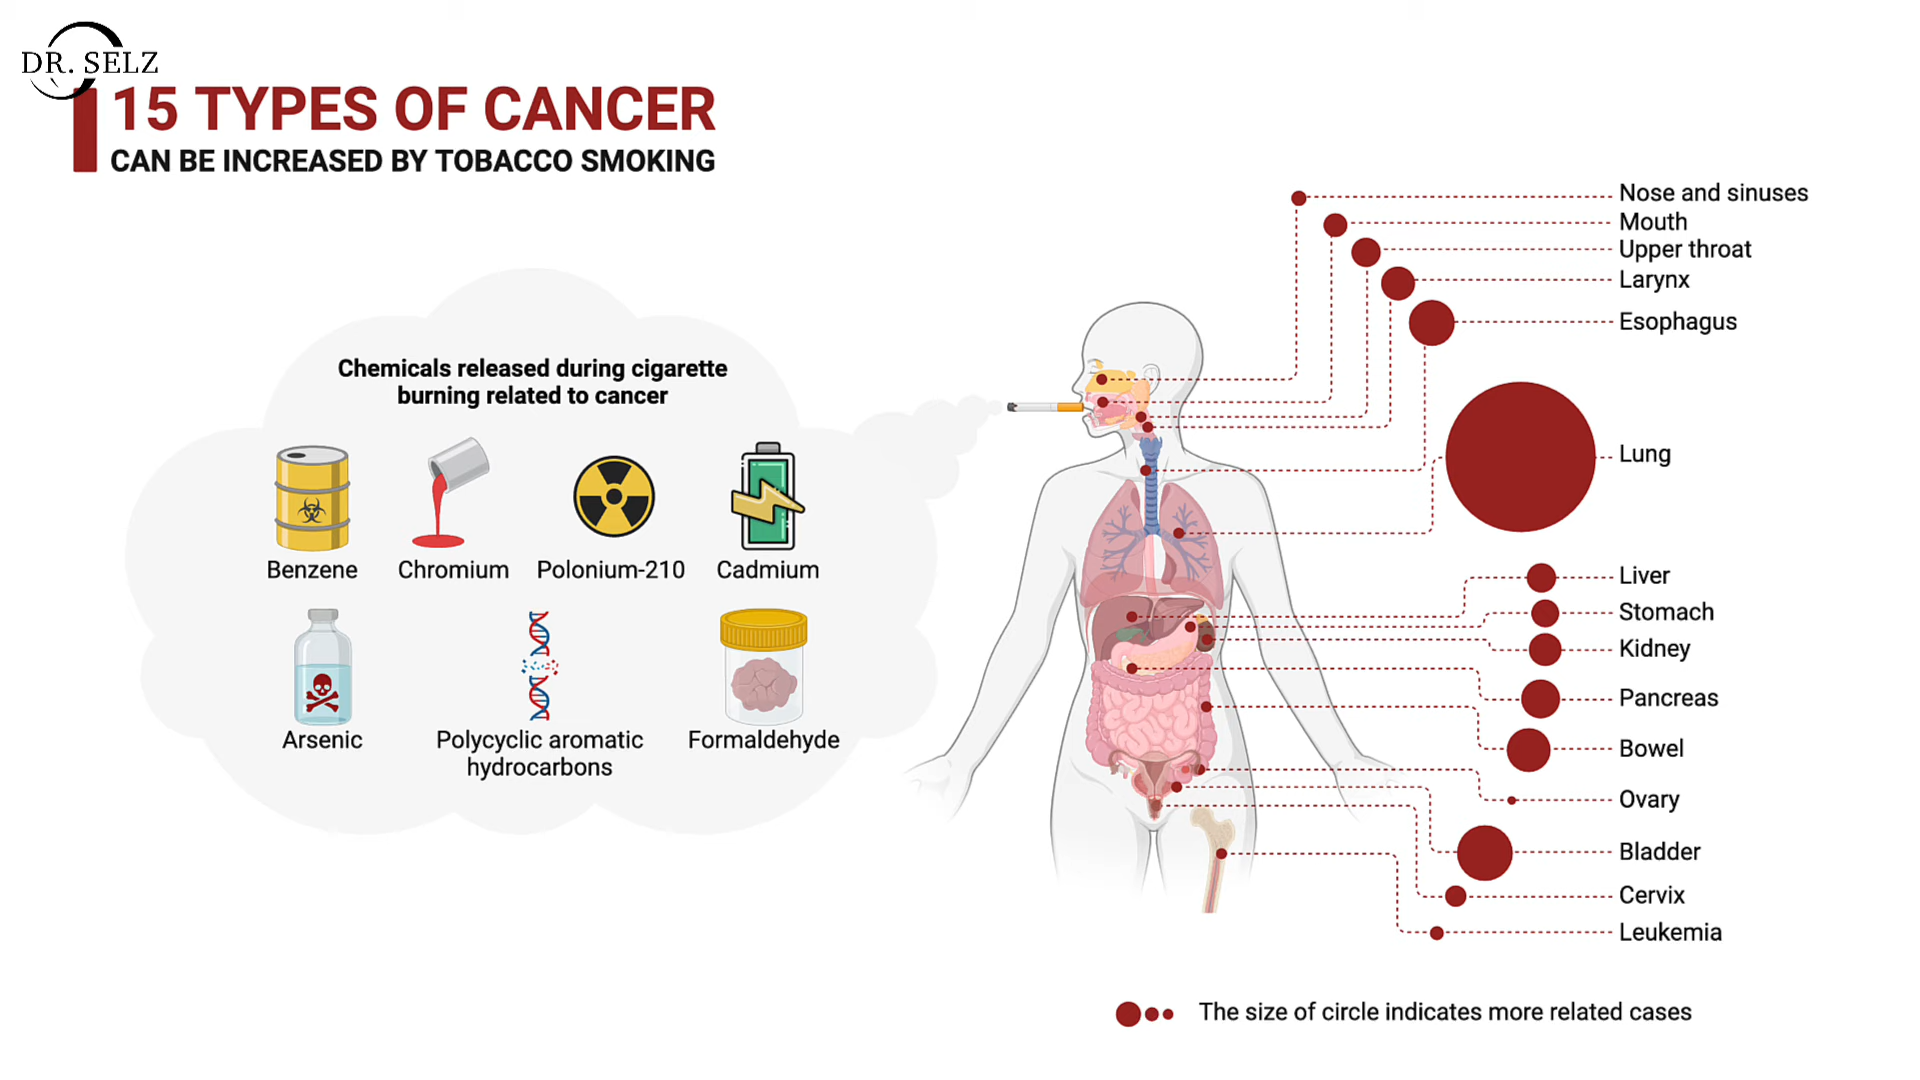 DR. SELZ
15 TYPES OF CANCER
CAN BE INCREASED BY TOBACCO SMOKING
Chemicals released during cigarette
burning related to cancer
Benzene
Chromium
Polonium-210
Cadmium
Arsenic
Polycyclic aromatic
hydrocarbons
Formaldehyde
Nose and sinuses
Mouth
Upper throat
Larynx
Esophagus
Lung
Liver
Stomach
Kidney
Pancreas
Bowel
Ovary
Bladder
Cervix
Leukemia
The size of circle indicates more related cases